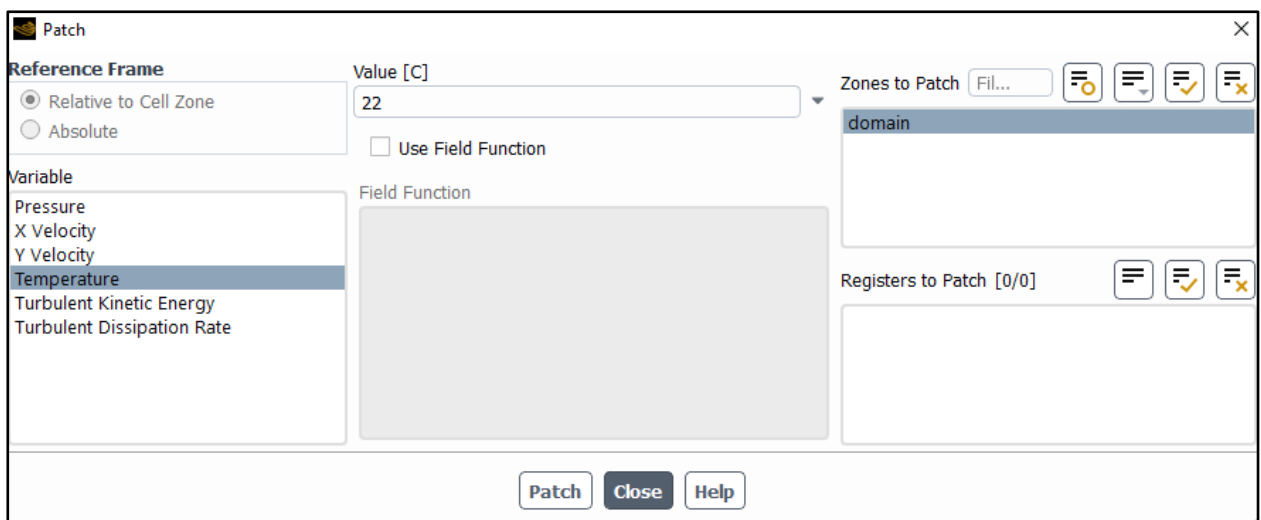 Patch
Reference Frame
Relative to Cell Zone
Absolute
Variable
Pressure
X Velocity
Y Velocity
Temperature
Turbulent Kinetic Energy
Turbulent Dissipation Rate
Value [C]
22
Use Field Function
Field Function
Zones to Patch Fil...
domain
Registers to Patch [0/0]
Patch Close Help